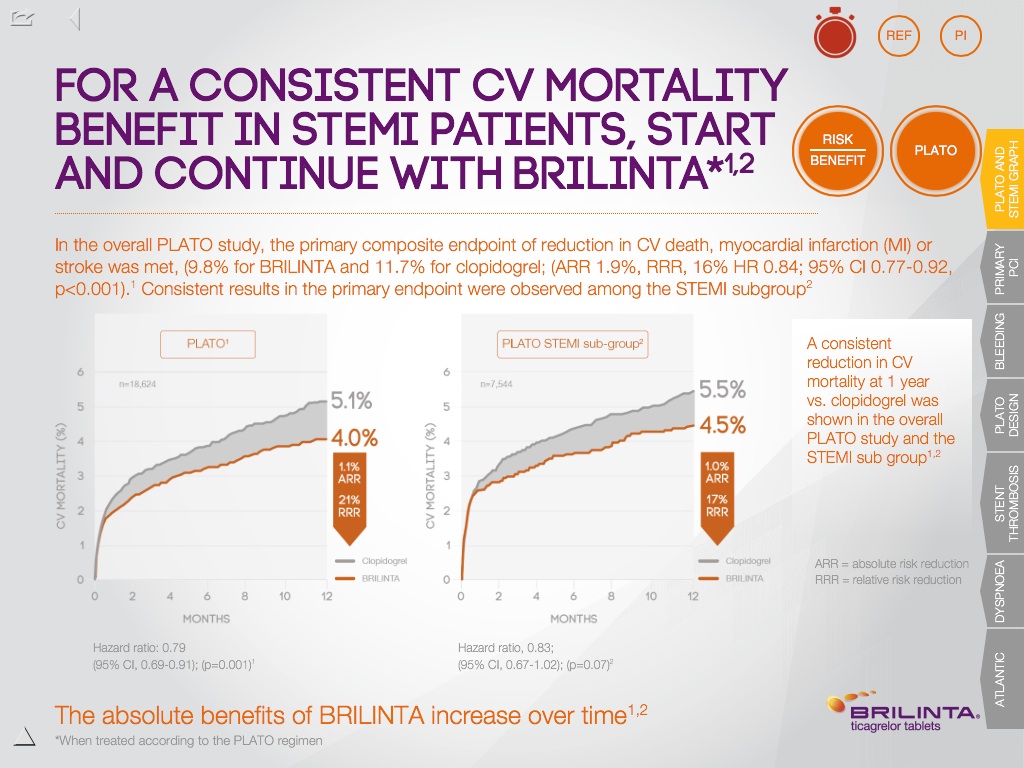 REF
PI
FOR A CONSISTENT CV MORTALITY
BENEFIT IN STEMI PATIENTS, START
AND CONTINUE WITH BRILINTA*1,2
RISK
BENEFIT
PLATO
In the overall PLATO study, the primary composite endpoint of reduction in CV death, myocardial infarction (MI) or
stroke was met, (9.8% for BRILINTA and 11.7% for clopidogrel; (ARR 1.9%, RRR, 16% HR 0.84; 95% CI 0.77-0.92,
p<0.001).1 Consistent results in the primary endpoint were observed among the STEMI subgroup2
PLATO1
n=18,624
CV MORTALITY (%)
6
5
4
3
2
1
0
0 2 4 6 8 10 12
MONTHS
5.1%
4.0%
1.1%
ARR
21%
RRR
Clopidogrel
BRILINTA
Hazard ratio: 0.79
(95% CI, 0.69-0.91); (p=0.001)1
PLATO STEMI sub-group2
n=7,544
CV MORTALITY (%)
6
5
4
3
2
1
0
0 2 4 6 8 10 12
MONTHS
5.5%
4.5%
1.0%
ARR
17%
RRR
Clopidogrel
BRILINTA
Hazard ratio, 0.83;
(95% CI, 0.67-1.02); (p=0.07)2
A consistent
reduction in CV
mortality at 1 year
vs. clopidogrel was
shown in the overall
PLATO study and the
STEMI sub group1,2
ARR = absolute risk reduction
RRR = relative risk reduction
The absolute benefits of BRILINTA increase over time1,2
*When treated according to the PLATO regimen
BRILINTA®
ticagrelor tablets
PLATO AND
STEMI GRAPH
PRIMARY
PCI
BLEEDING
PLATO
DESIGN
STENT
THROMBOSIS
DYSPNOEA
ATLANTIC